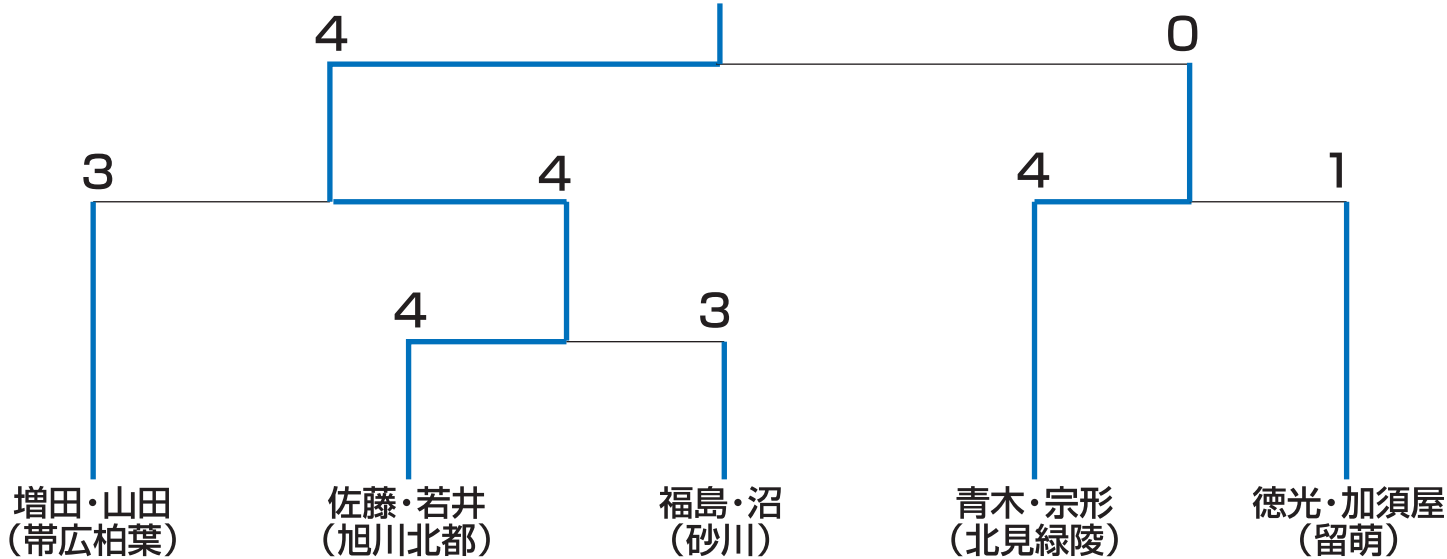 4
0
3
4
4
1
4
3
増田・山田
(帯広柏葉)
佐藤・若井
(旭川北都)
福島・沼
(砂川)
青木・宗形
(北見緑陵)
徳光・加須屋
(留萌)